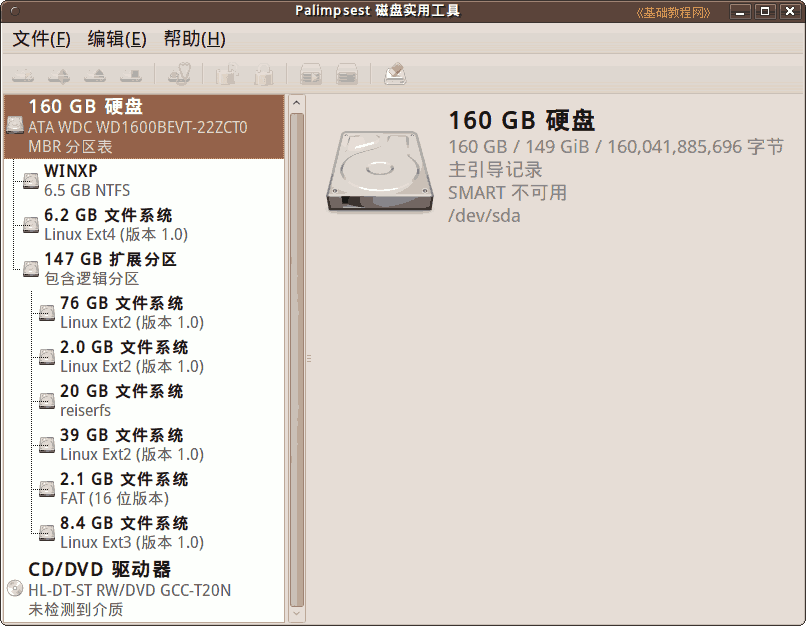 Palimpsest 磁盘实用工具
《基础教程网》
文件(F) 编辑(E) 帮助(H)
160 GB 硬盘
ATA WDC WD1600BEVT-22ZCT0
MBR 分区表
WINXP
6.5 GB NTFS
6.2 GB 文件系统
Linux Ext4 (版本 1.0)
147 GB 扩展分区
包含逻辑分区
76 GB 文件系统
Linux Ext2 (版本 1.0)
2.0 GB 文件系统
Linux Ext2 (版本 1.0)
20 GB 文件系统
reiserfs
39 GB 文件系统
Linux Ext2 (版本 1.0)
2.1 GB 文件系统
FAT (16 位版本)
8.4 GB 文件系统
Linux Ext3 (版本 1.0)
CD/DVD 驱动器
HL-DT-ST RW/DVD GCC-T20N
未检测到介质
160 GB 硬盘
160 GB / 149 GiB / 160,041,885,696 字节
主引导记录
SMART 不可用
/dev/sda